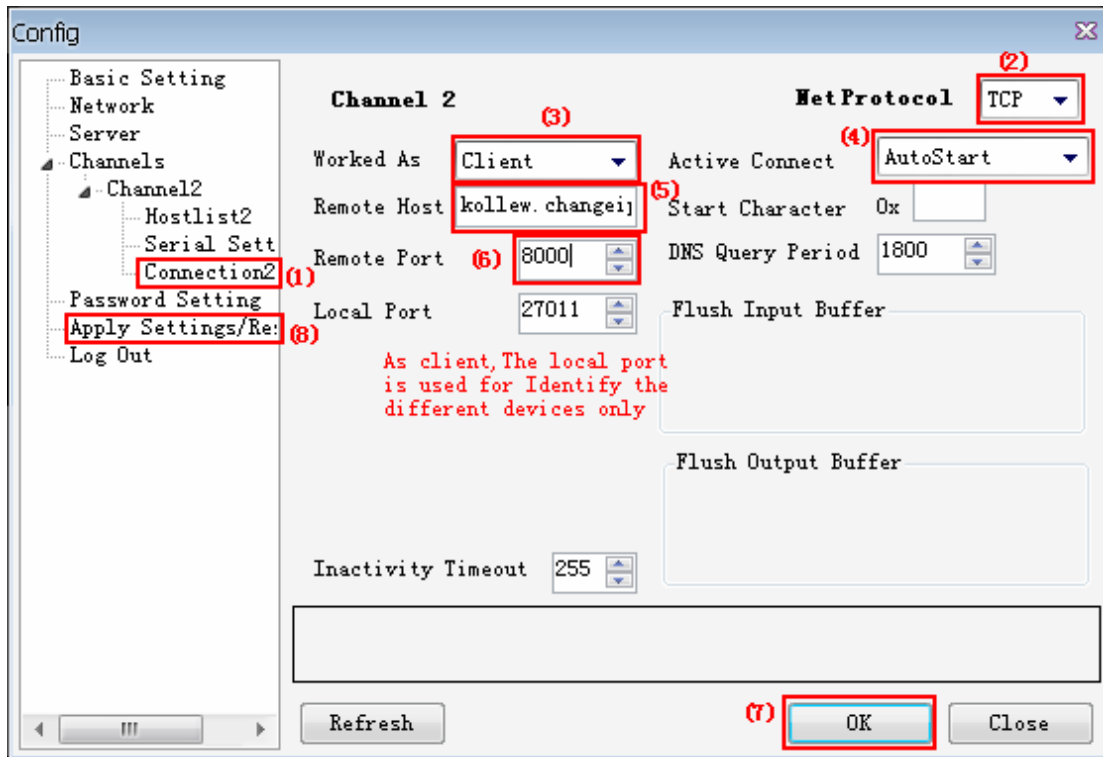 Config
Basic Setting
Network
Server
Channels
Channel2
Hostlist2
Serial Sett
Connection2
(1)
Password Setting
Apply Settings/Re
(8)
Log Out
Channel 2
NetProtocol
(2)
TCP
(3)
Worked As
Client
Active Connect
(4)
AutoStart
Remote Host
kollew.changeip
(5)
Start Character
0x
Remote Port
(6)
8000
DNS Query Period
1800
Local Port
27011
Flush Input Buffer
As client,The local port
is used for Identify the
different devices only
Flush Output Buffer
Inactivity Timeout
255
Refresh
(7)
OK
Close